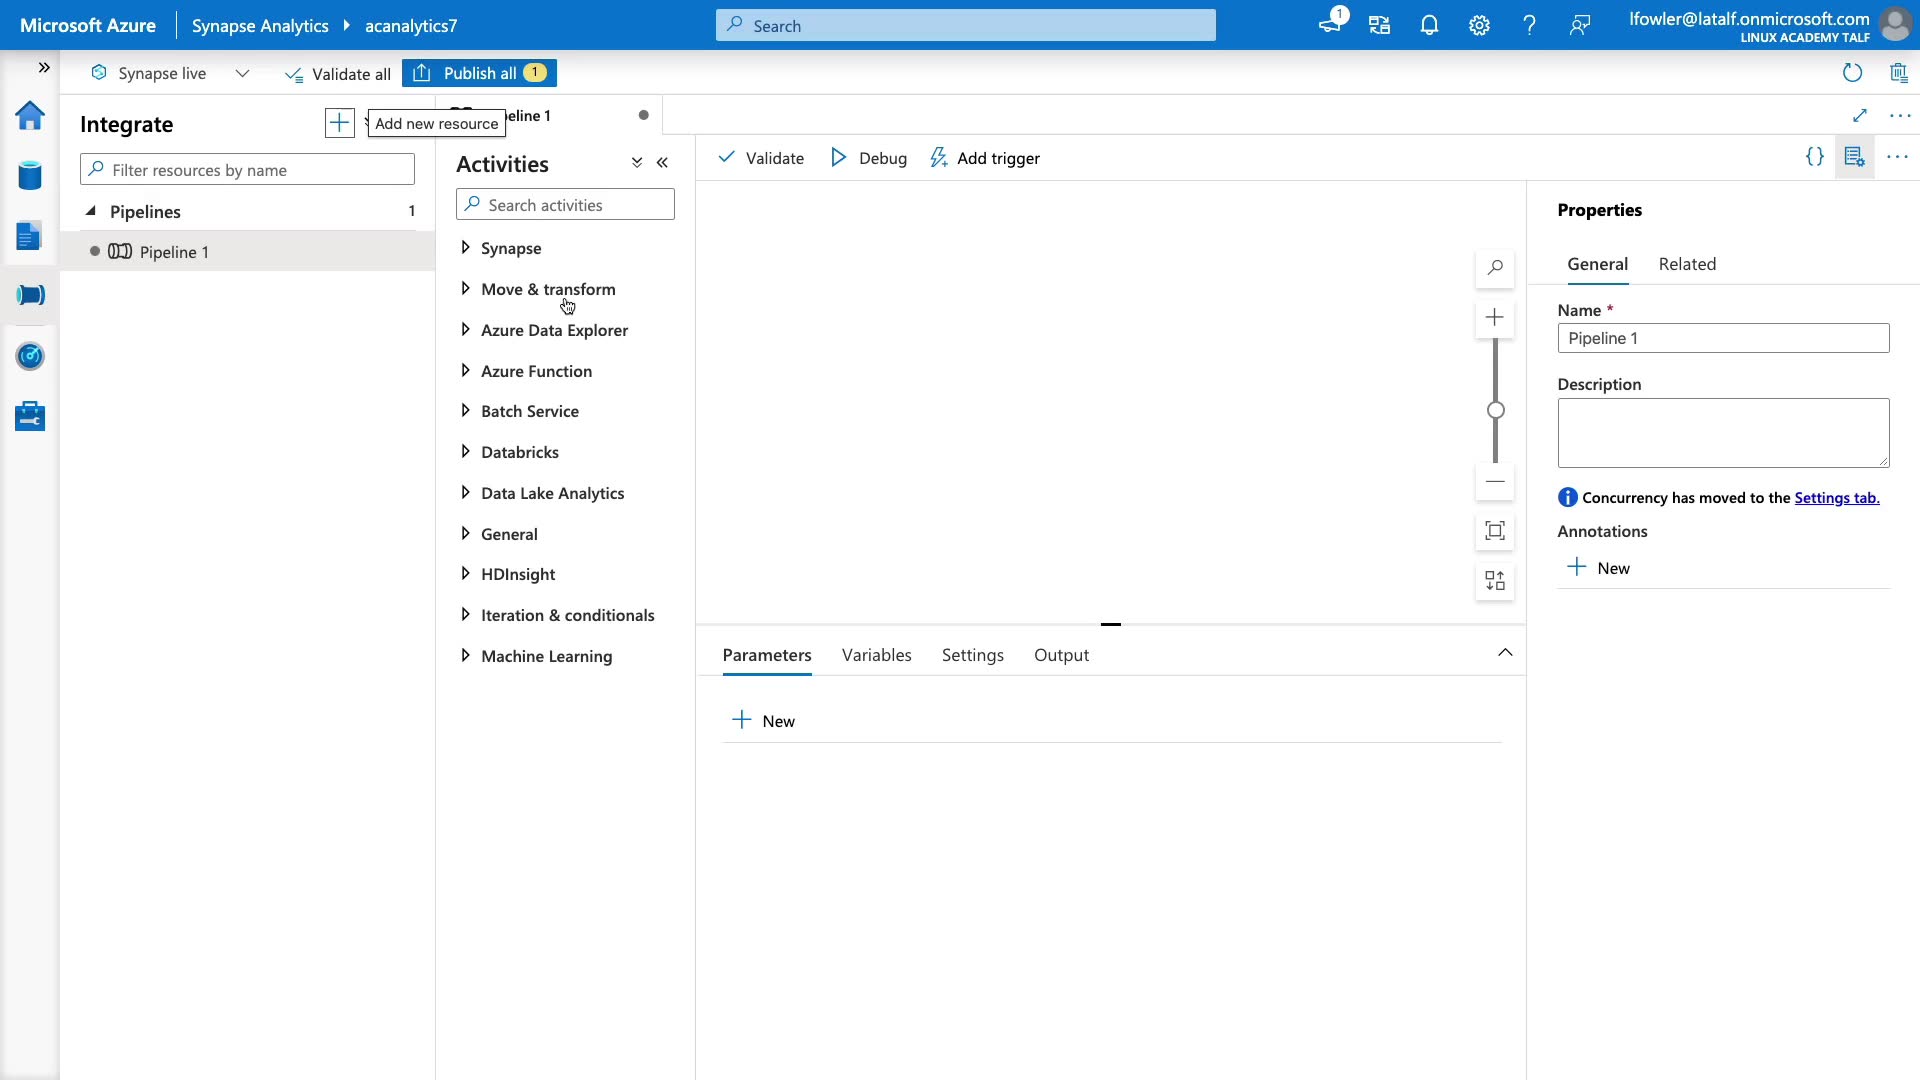 Microsoft Azure
Synapse Analytics
acanalytics7
Search
1
lfowler@latalf.onmicrosoft.com
LINUX ACADEMY TALF
Synapse live
Validate all
Publish all 1
Integrate
Add new resource
eline 1
Filter resources by name
Pipelines 1
Pipeline 1
Activities
Search activities
Synapse
Move & transform
Azure Data Explorer
Azure Function
Batch Service
Databricks
Data Lake Analytics
General
HDInsight
Iteration & conditionals
Machine Learning
Validate
Debug
Add trigger
Parameters
Variables
Settings
Output
New
Properties
General
Related
Name *
Pipeline 1
Description
Concurrency has moved to the Settings tab.
Annotations
New